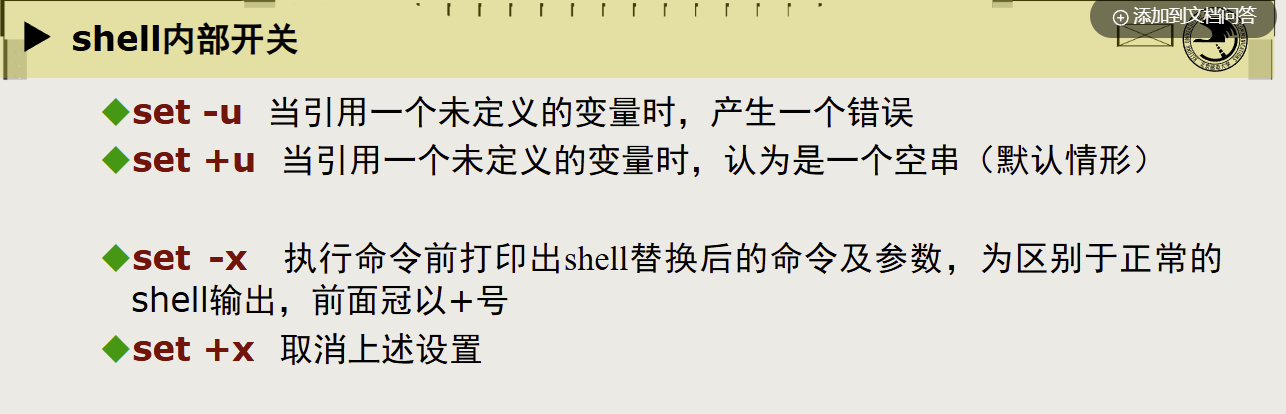 添加到文档问答
▶ shell内部开关
◆set -u 当引用一个未定义的变量时，产生一个错误
◆set +u 当引用一个未定义的变量时，认为是一个空串（默认情形）
◆set -x 执行命令前打印出shell替换后的命令及参数，为区别于正常的
shell输出，前面冠以+号
◆set +x 取消上述设置